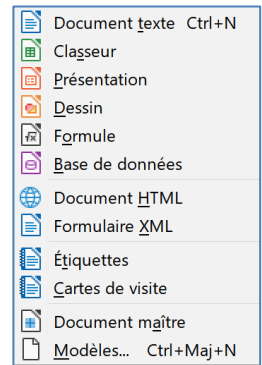 Document texte Ctrl+N
Classeur
Présentation
Dessin
Formule
Base de données
Document HTML
Formulaire XML
Étiquettes
Cartes de visite
Document maître
Modèles... Ctrl+Maj+N